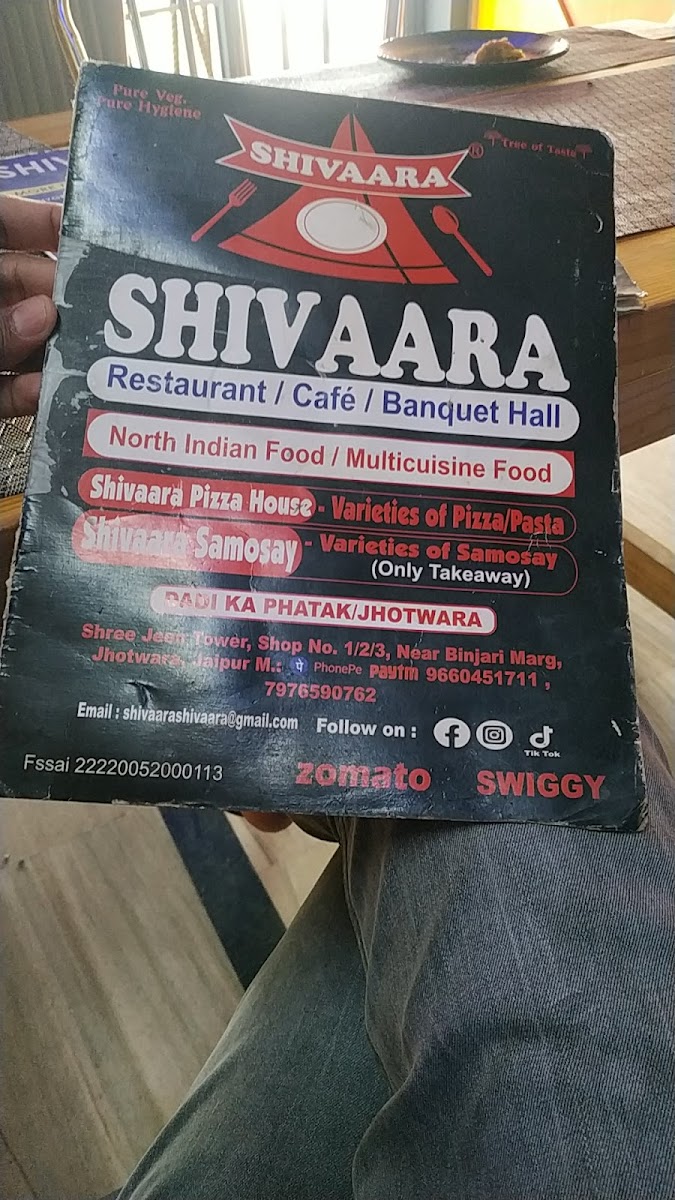 Pure Veg.
Pure Hygiene
SHIVAARA
®
Tree of Taste
SHIVAARA
Restaurant / Café / Banquet Hall
North Indian Food / Multicuisine Food
Shivaara Pizza House - Varieties of Pizza/Pasta
Shivaara Samosay - Varieties of Samosay
(Only Takeaway)
DADI KA PHATAK/JHOTWARA
Shree Jeen Tower, Shop No. 1/2/3, Near Binjari Marg,
Jhotwara, Jaipur M.: पे PhonePe paytm 9660451711 ,
7976590762
Email : shivaarashivaara@gmail.com Follow on :
Tik Tok
Fssai 22220052000113 zomato SWIGGY
SHIV